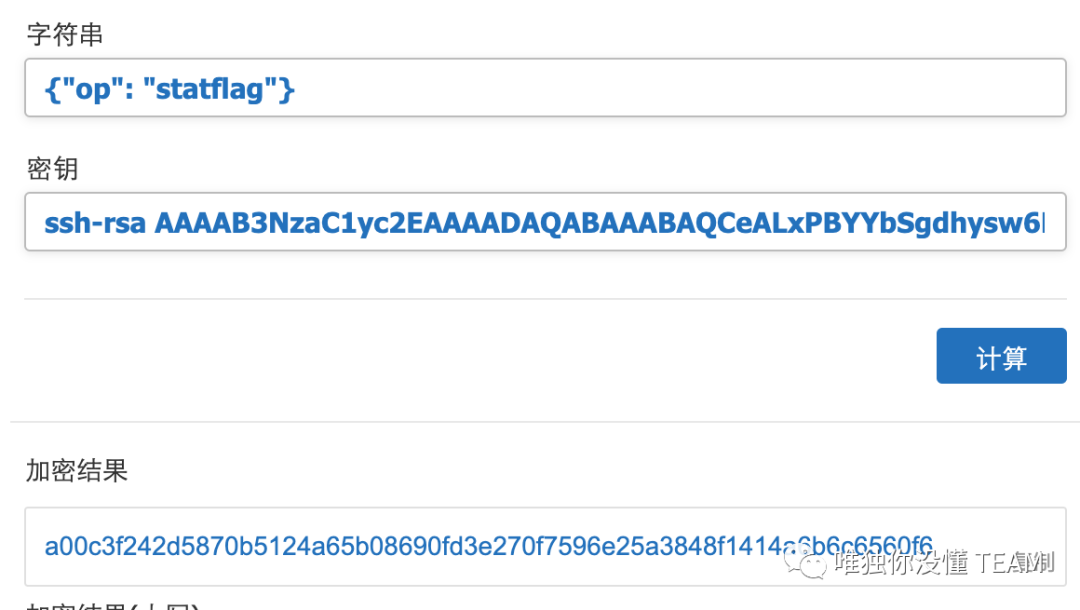 字符串
{"op": "statflag"}
密钥
ssh-rsa AAAAB3NzaC1yc2EAAAADAQABAAABAQCeALxPBYYbSgdhysw6
计算
加密结果
a00c3f242d5870b5124a65b08690fd3e270f7596e25a3848f1414a6b6c6560f6
唯独你没懂 TEAM
加密结果(大写)